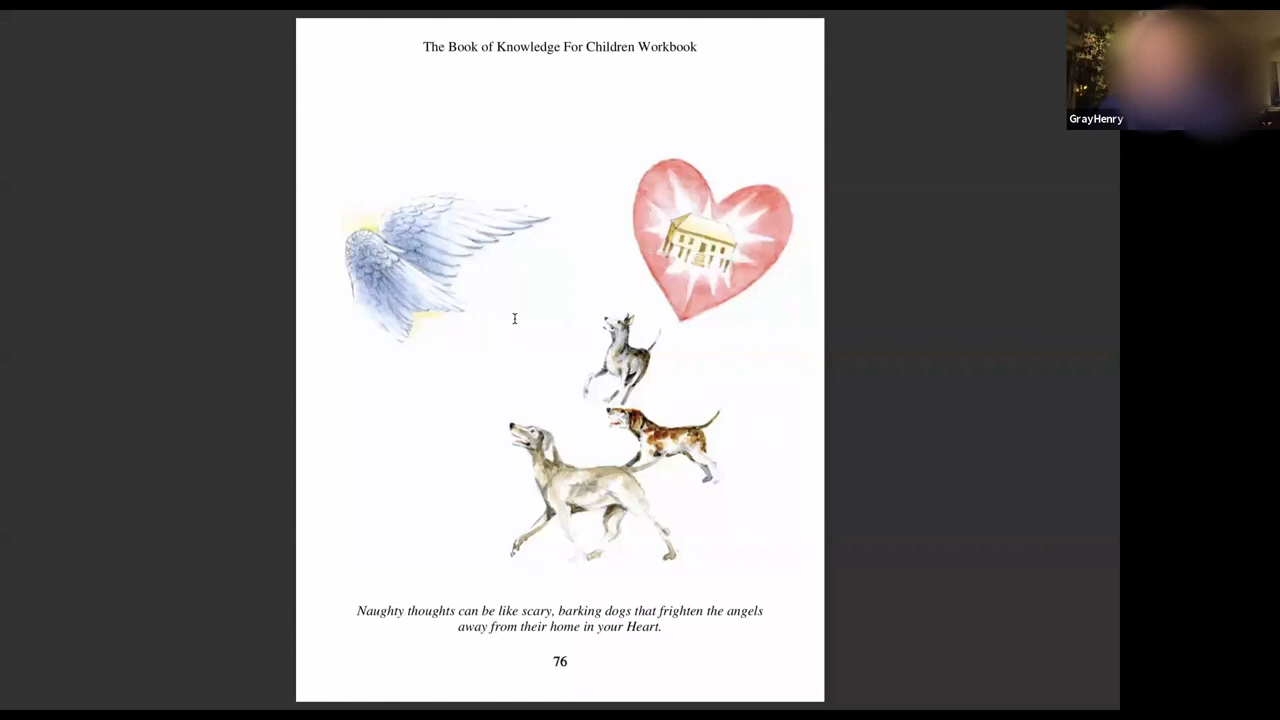 The Book of Knowledge For Children Workbook
GrayHenry
Naughty thoughts can be like scary, barking dogs that frighten the angels
away from their home in your Heart.
76